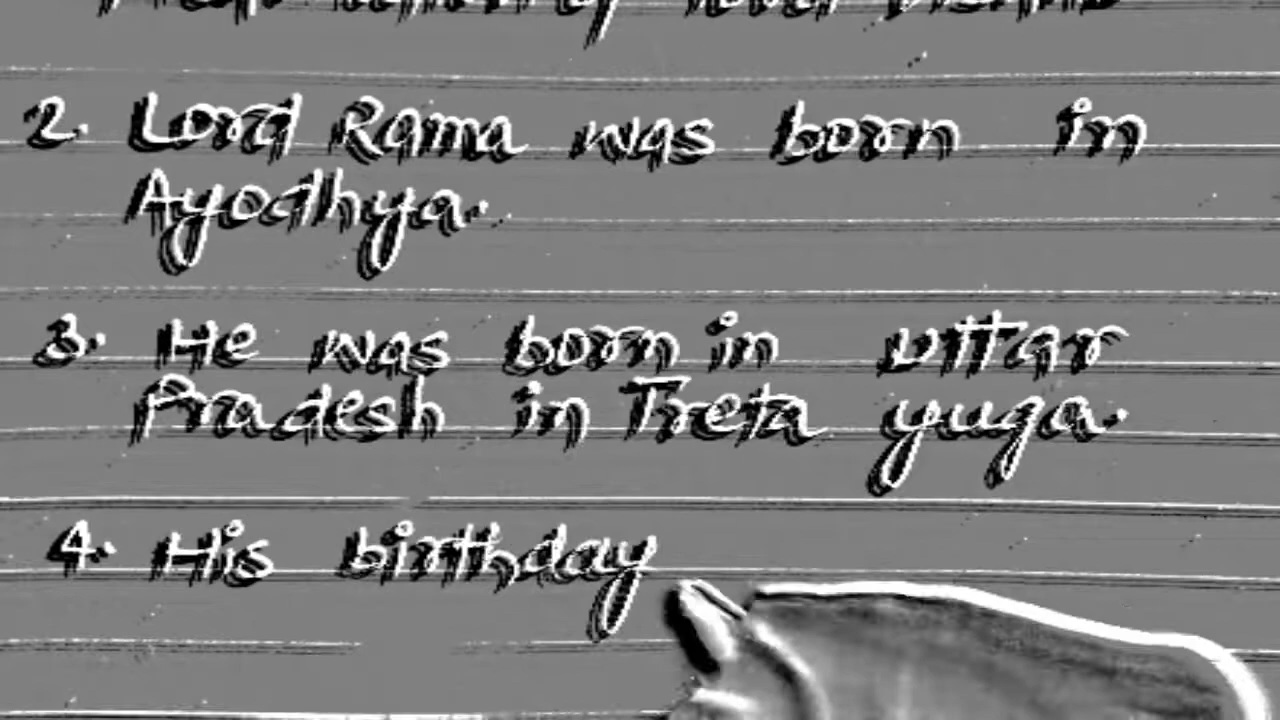 2. Lord Rama was born in
Ayodhya.
3. He was born in Uttar
Pradesh in Treta yuga.
4. His birthday